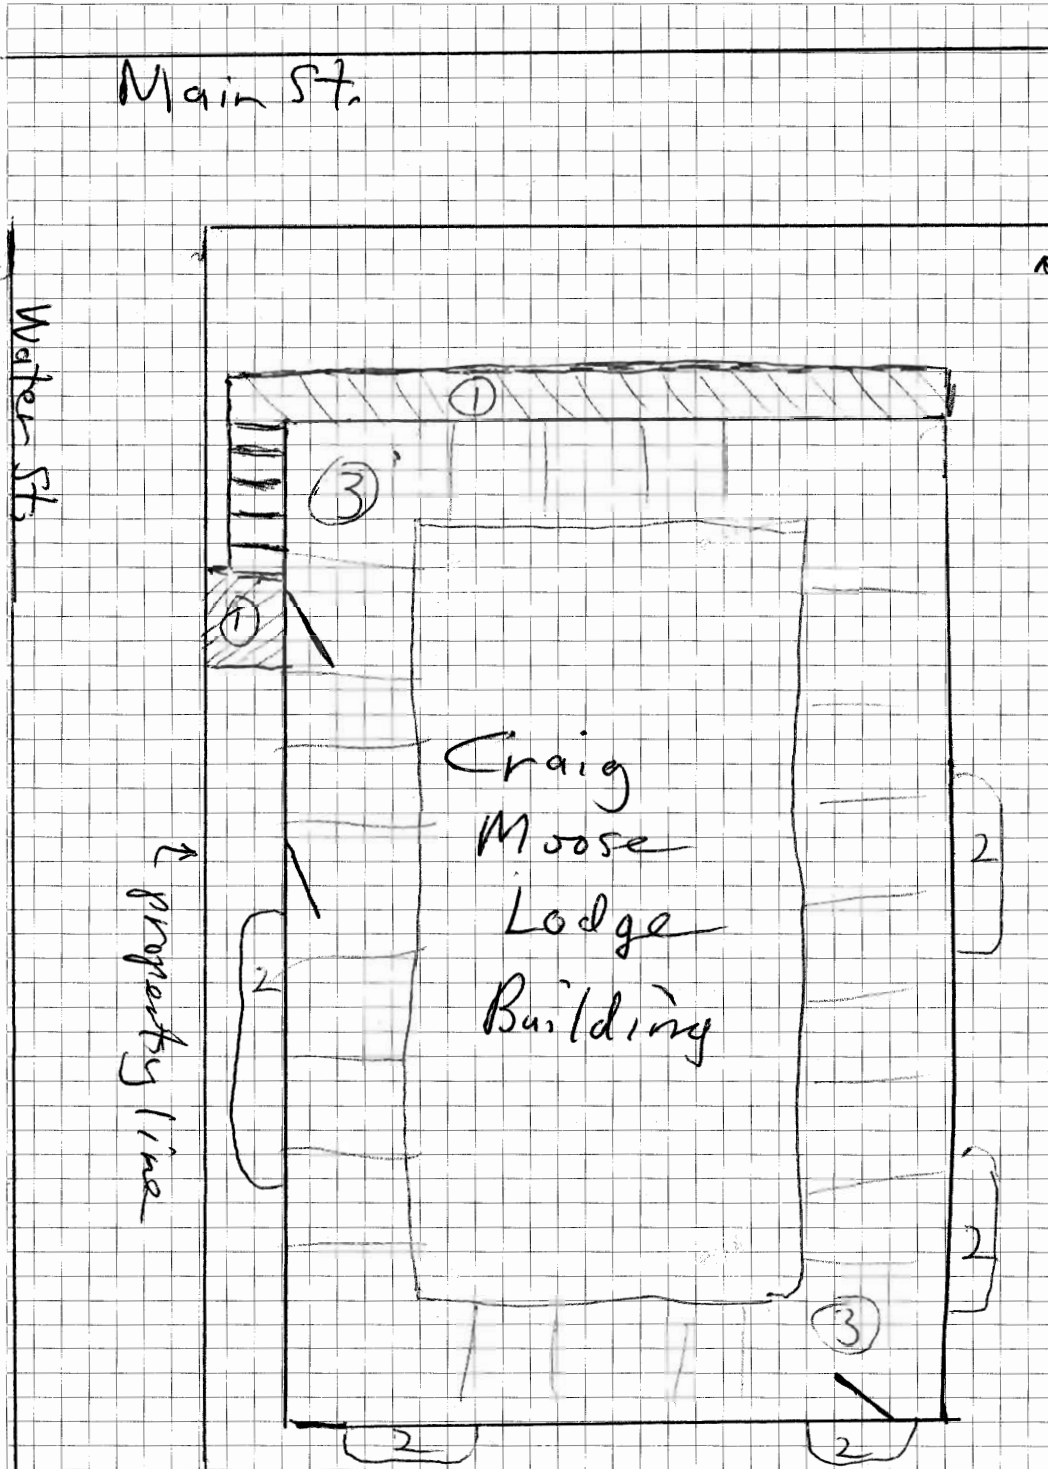 Main St.
Water St.
①
③
①
Craig
Moose
Lodge
Building
2
2
property line
2
③
2
2